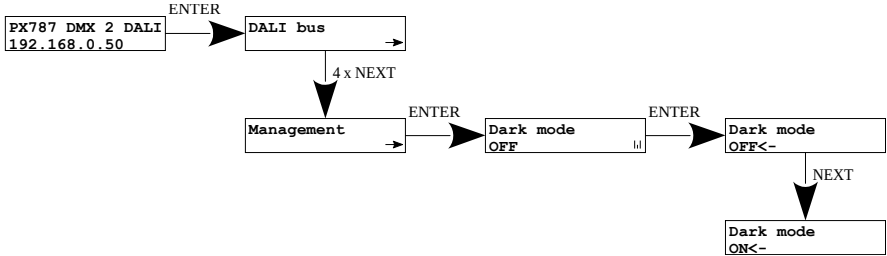 ENTER
PX787 DMX 2 DALI
192.168.0.50
DALI bus
4 x NEXT
Management
ENTER
Dark mode
OFF
ENTER
Dark mode
OFF<-
NEXT
Dark mode
ON<-